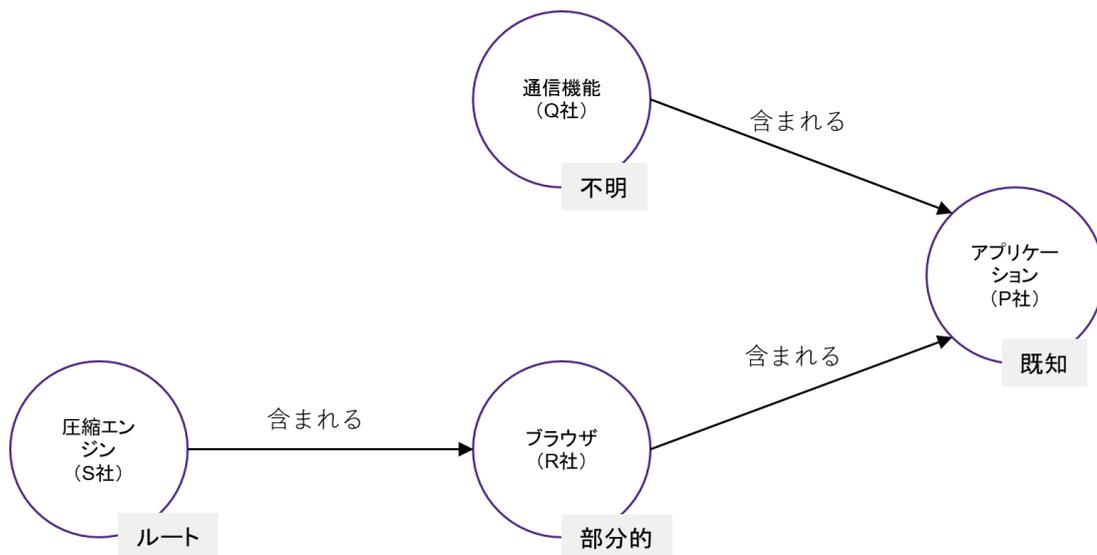 通信機能
（Q社）
不明
含まれる
アプリケー
ション
（P社）
既知
含まれる
圧縮エン
ジン
（S社）
ルート
含まれる
ブラウザ
（R社）
部分的